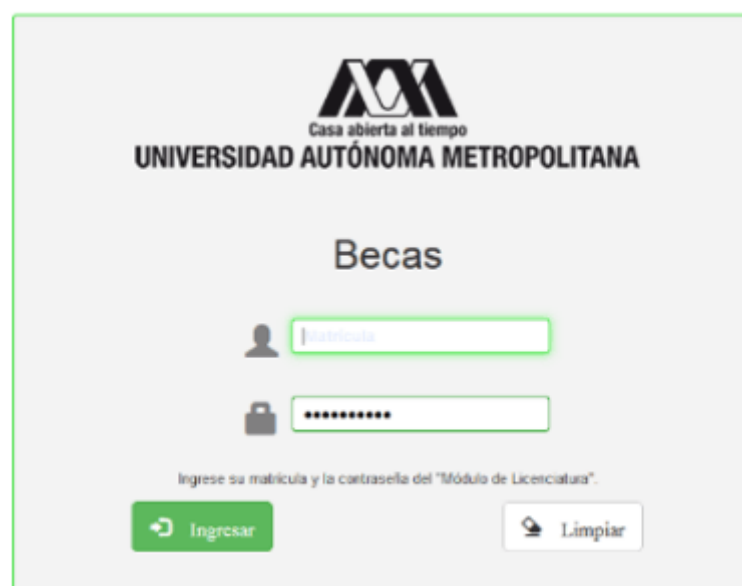 Casa abierta al tiempo
UNIVERSIDAD AUTÓNOMA METROPOLITANA
Becas
Matrícula
••••••••••
Ingrese su matrícula y la contraseña del "Módulo de Licenciatura".
Ingresar
Limpiar